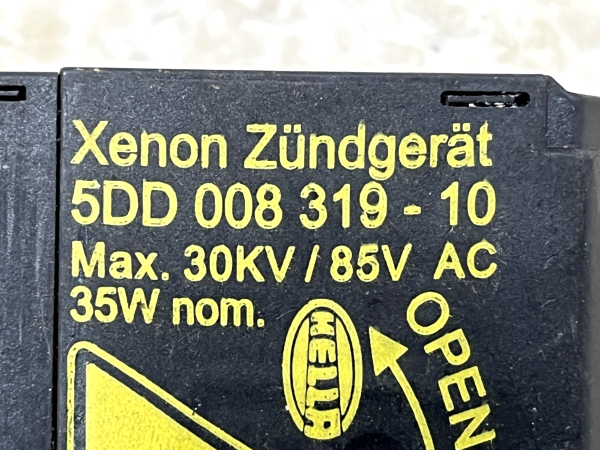 Xenon Zündgerät
5DD 008 319 - 10
Max. 30KV / 85V AC
35W nom.
HELLA
OPEN